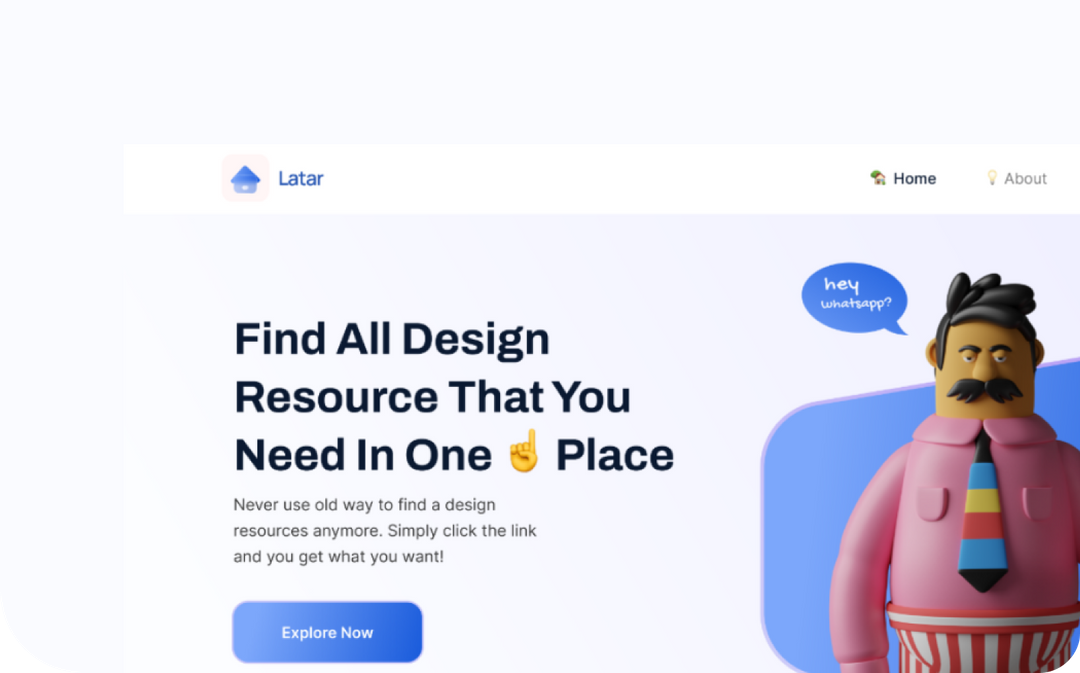 Latar
Home
About
hey
whatsapp?
Find All Design
Resource That You
Need In One ☝ Place
Never use old way to find a design
resources anymore. Simply click the link
and you get what you want!
Explore Now